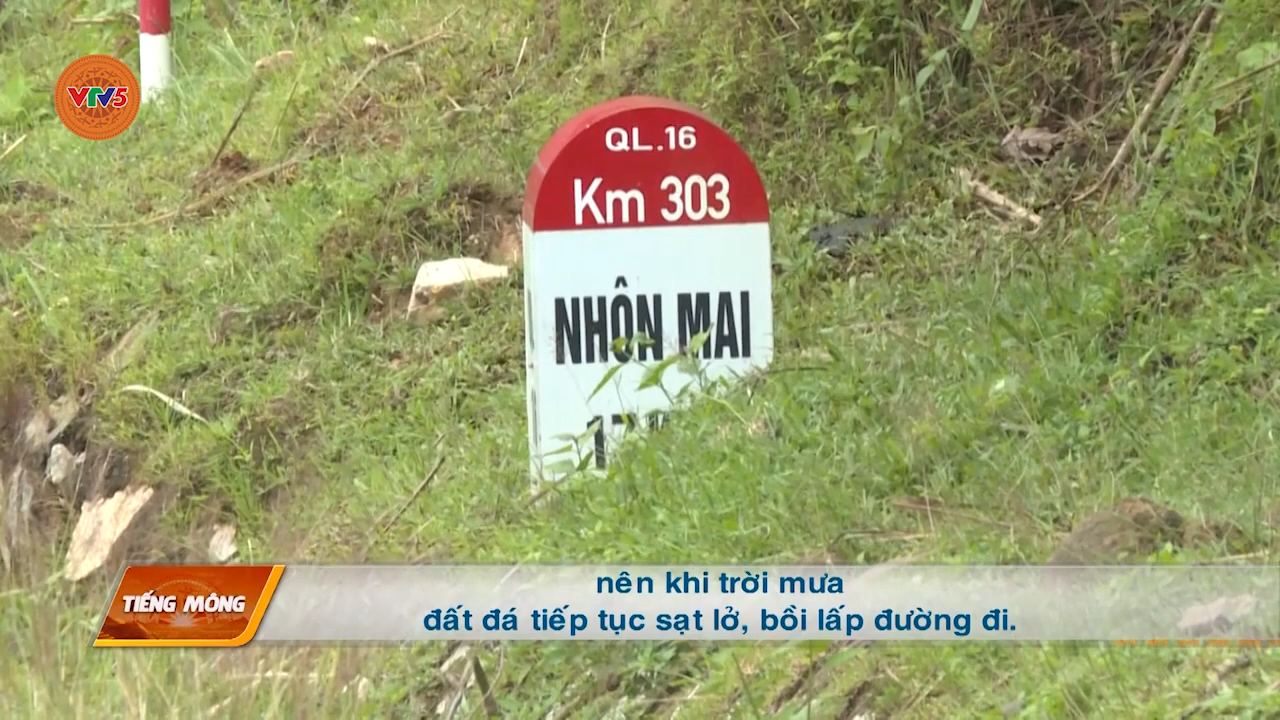 VTV5
QL.16
Km 303
NHÔN MAI
TIẾNG MÔNG
nên khi trời mưa
đất đá tiếp tục sạt lở, bồi lấp đường đi.